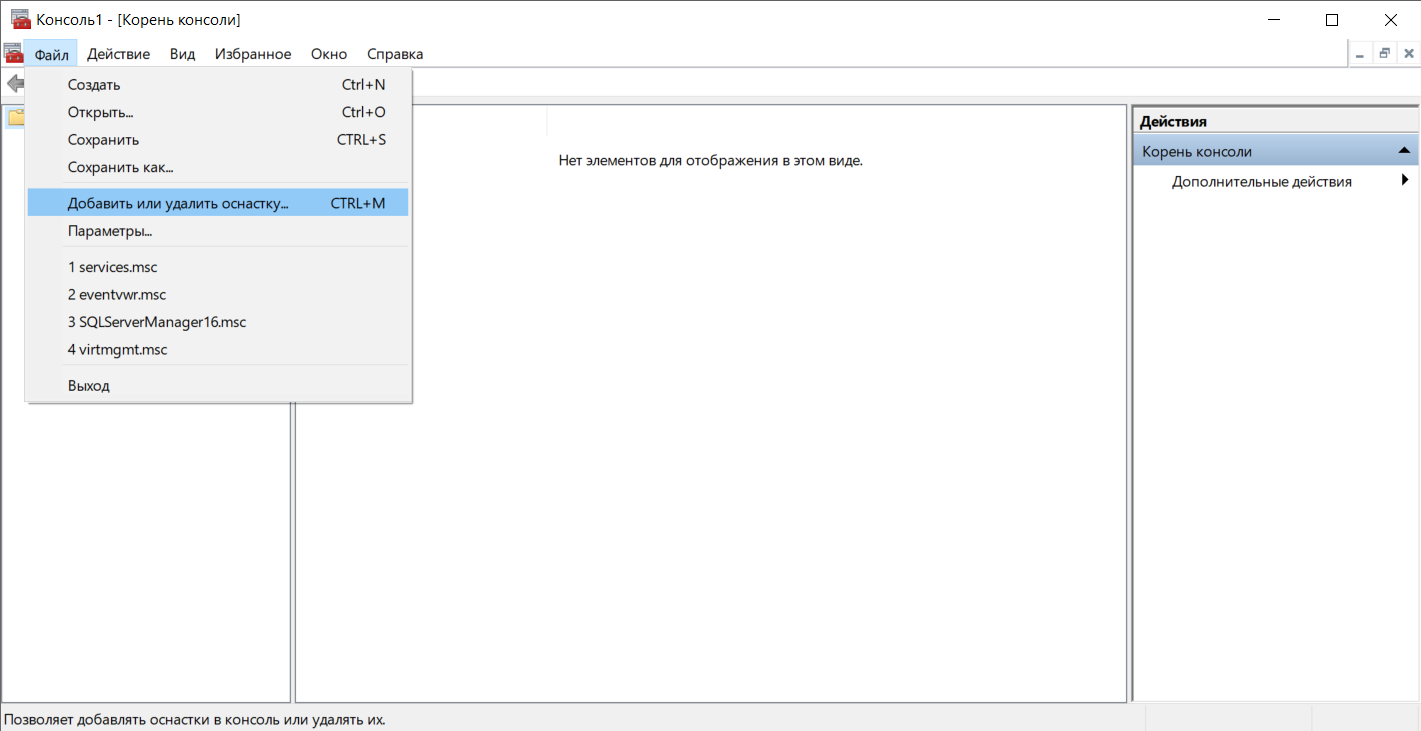 Консоль1 - [Корень консоли]
Файл Действие Вид Избранное Окно Справка
Создать Ctrl+N
Открыть... Ctrl+O
Сохранить CTRL+S
Сохранить как...
Добавить или удалить оснастку... CTRL+M
Параметры...
1 services.msc
2 eventvwr.msc
3 SQLServerManager16.msc
4 virtmgmt.msc
Выход
Нет элементов для отображения в этом виде.
Действия
Корень консоли
Дополнительные действия
Позволяет добавлять оснастки в консоль или удалять их.